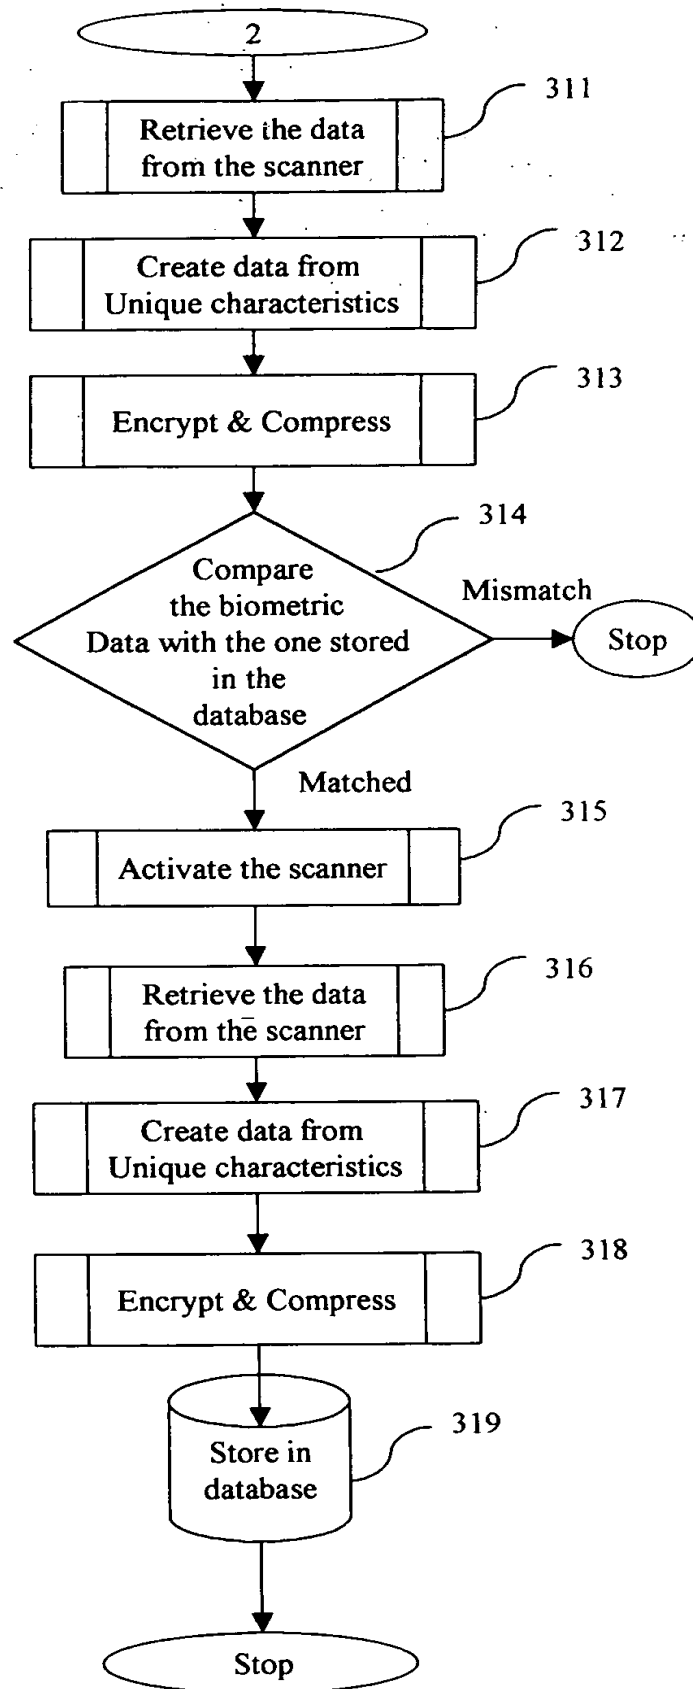 2
311
Retrieve the data
from the scanner
312
Create data from
Unique characteristics
313
Encrypt & Compress
314
Compare
the biometric
Data with the one stored
in the
database
Mismatch
Stop
Matched
315
Activate the scanner
316
Retrieve the data
from the scanner
317
Create data from
Unique characteristics
318
Encrypt & Compress
319
Store in
database
Stop